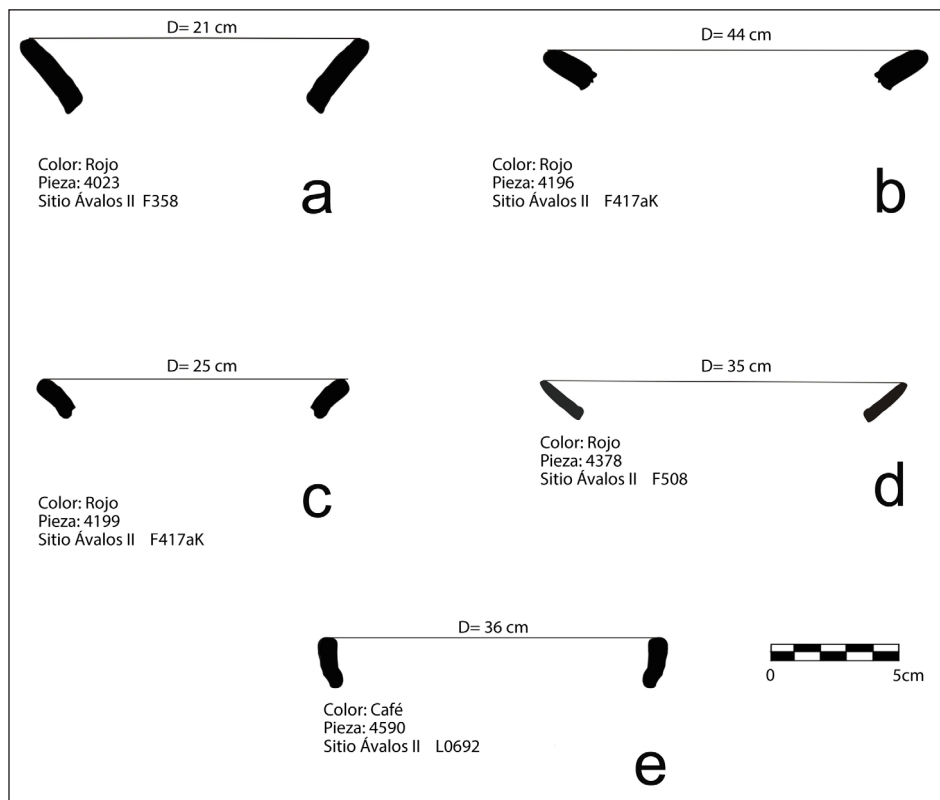 D= 21 cm
Color: Rojo
Pieza: 4023
Sitio Ávalos II F358
a
D= 44 cm
Color: Rojo
Pieza: 4196
Sitio Ávalos II F417aK
b
D= 25 cm
Color: Rojo
Pieza: 4199
Sitio Ávalos II F417aK
c
D= 35 cm
Color: Rojo
Pieza: 4378
Sitio Ávalos II F508
d
D= 36 cm
Color: Café
Pieza: 4590
Sitio Ávalos II L0692
e
0 5cm